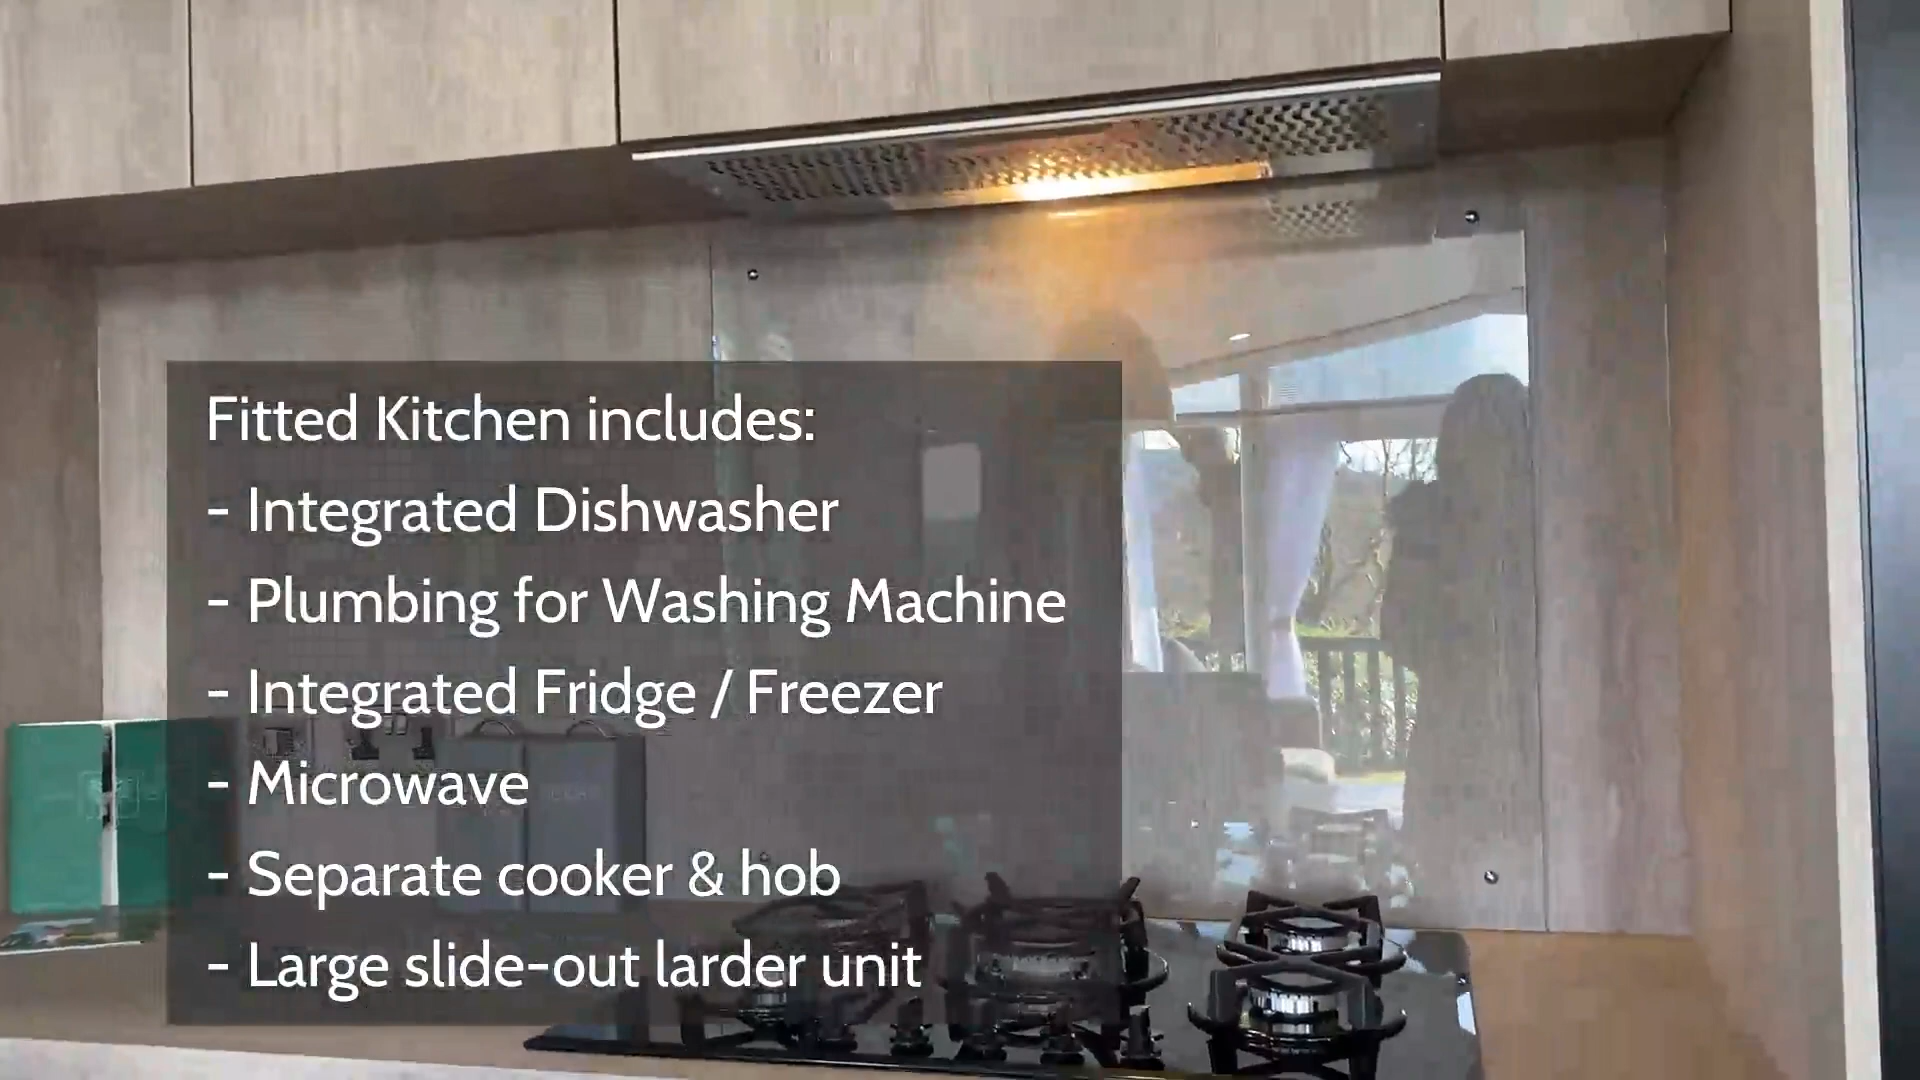 Fitted Kitchen includes:
- Integrated Dishwasher
- Plumbing for Washing Machine
- Integrated Fridge / Freezer
- Microwave
- Separate cooker & hob
- Large slide-out larder unit